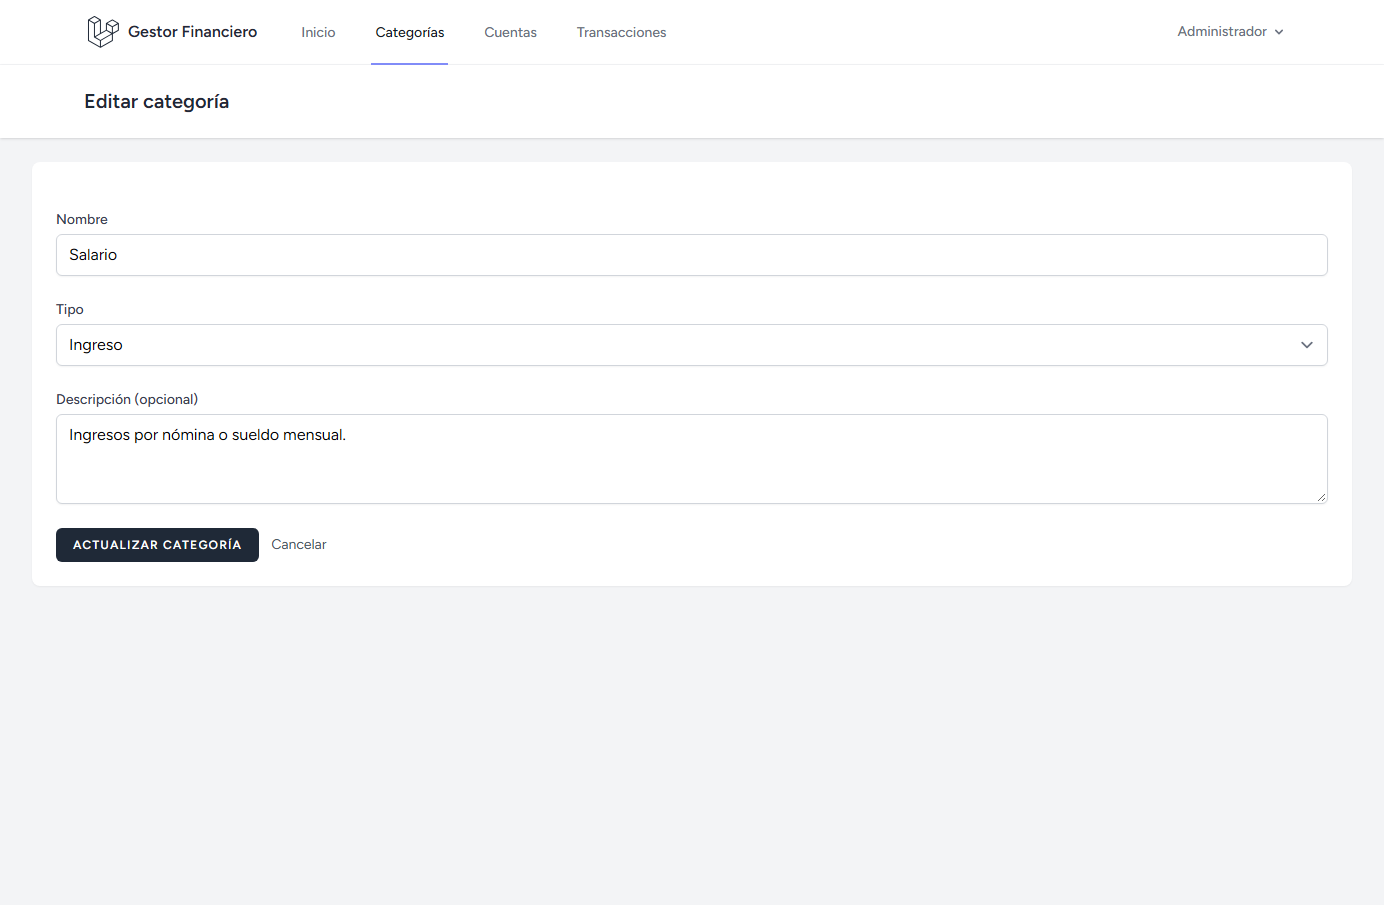 Gestor Financiero Inicio Categorías Cuentas Transacciones Administrador
Editar categoría
Nombre
Salario
Tipo
Ingreso
Descripción (opcional)
Ingresos por nómina o sueldo mensual.
ACTUALIZAR CATEGORÍA Cancelar